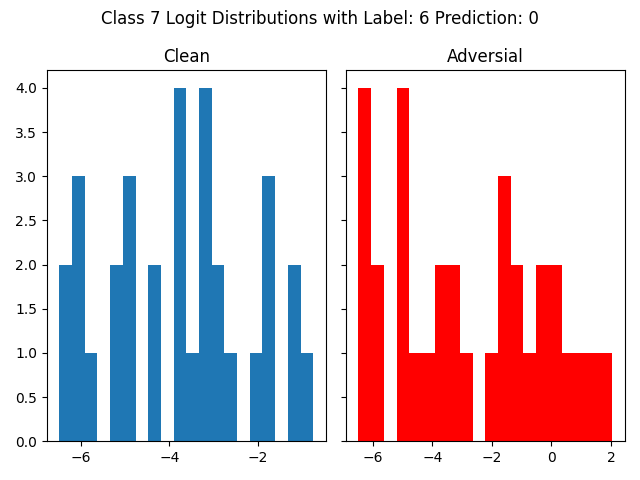 Class 7 Logit Distributions with Label: 6 Prediction: 0
Clean
Adversial
4.0
3.5
3.0
2.5
2.0
1.5
1.0
0.5
0.0
−6 −4 −2
−6 −4 −2 0 2